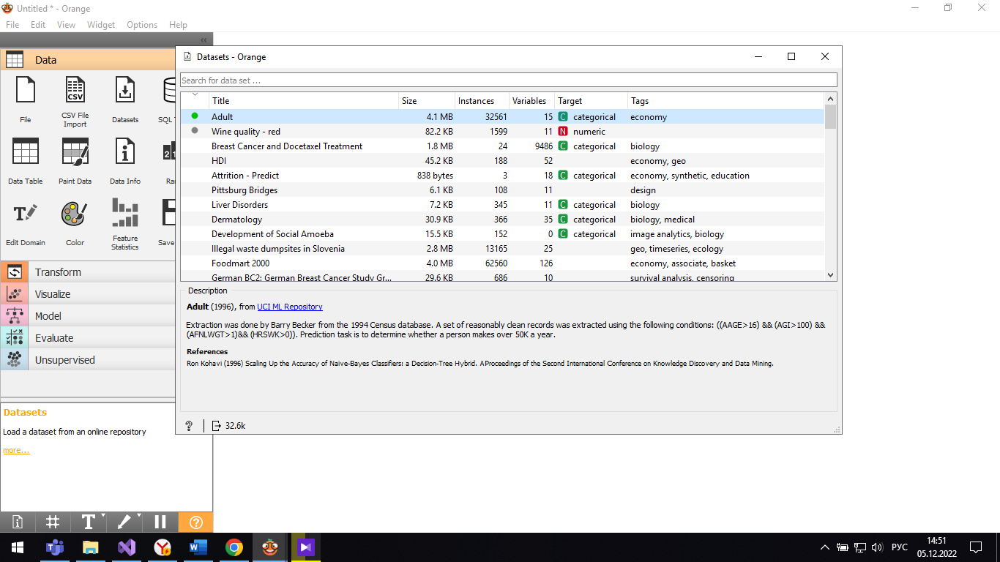 Untitled * - Orange
File Edit View Widget Options Help
Data
File
CSV File
Import
Datasets
SQL
Data Table
Paint Data
Data Info
Edit Domain
Color
Feature
Statistics
Save
Transform
Visualize
Model
Evaluate
Unsupervised
Datasets
Load a dataset from an online repository
more...
Datasets - Orange
Search for data set ...
Title Size Instances Variables Target Tags
Adult 4.1 MB 32561 15 C categorical economy
Wine quality - red 82.2 KB 1599 11 N numeric
Breast Cancer and Docetaxel Treatment 1.8 MB 24 9486 C categorical biology
HDI 45.2 KB 188 52 economy, geo
Attrition - Predict 838 bytes 3 18 C categorical economy, synthetic, education
Pittsburg Bridges 6.1 KB 108 11 design
Liver Disorders 7.2 KB 345 11 C categorical biology
Dermatology 30.9 KB 366 35 C categorical biology, medical
Development of Social Amoeba 15.5 KB 152 0 C categorical image analytics, biology
Illegal waste dumpsites in Slovenia 2.8 MB 13165 25 geo, timeseries, ecology
Foodmart 2000 4.0 MB 62560 126 economy, associate, basket
German BC2: German Breast Cancer Study Gr... 29.6 KB 686 10 survival analysis, censoring
Description
Adult (1996), from UCI ML Repository
Extraction was done by Barry Becker from the 1994 Census database. A set of reasonably clean records was extracted using the following conditions: ((AAGE>16) && (AGI>100) &&
(AFNLWGT>1)&& (HRSWK>0)). Prediction task is to determine whether a person makes over 50K a year.
References
Ron Kohavi (1996) Scaling Up the Accuracy of Naive-Bayes Classifiers: a Decision-Tree Hybrid. AProceedings of the Second International Conference on Knowledge Discovery and Data Mining.
? 32.6k
РУС
14:51
05.12.2022